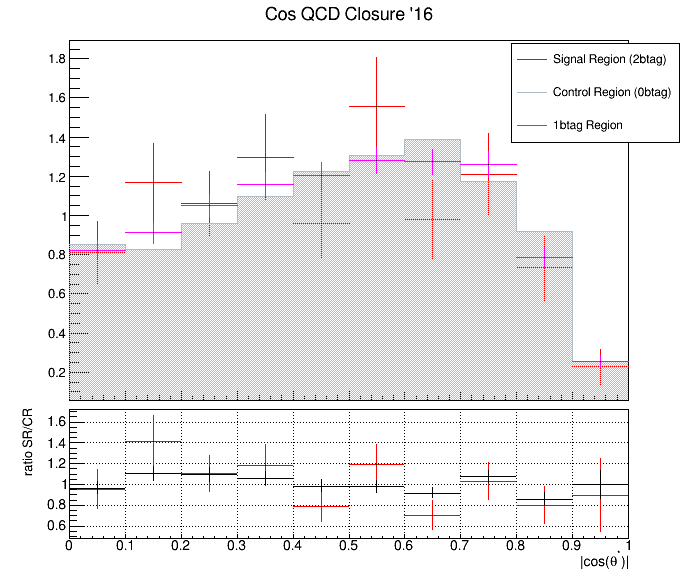 Cos QCD Closure '16
1.8
1.6
1.4
1.2
1
0.8
0.6
0.4
0.2
Signal Region (2btag)
Control Region (0btag)
1btag Region
ratio SR/CR
1.6
1.4
1.2
1
0.8
0.6
0 0.1 0.2 0.3 0.4 0.5 0.6 0.7 0.8 0.9 1
|cos(θ*)|